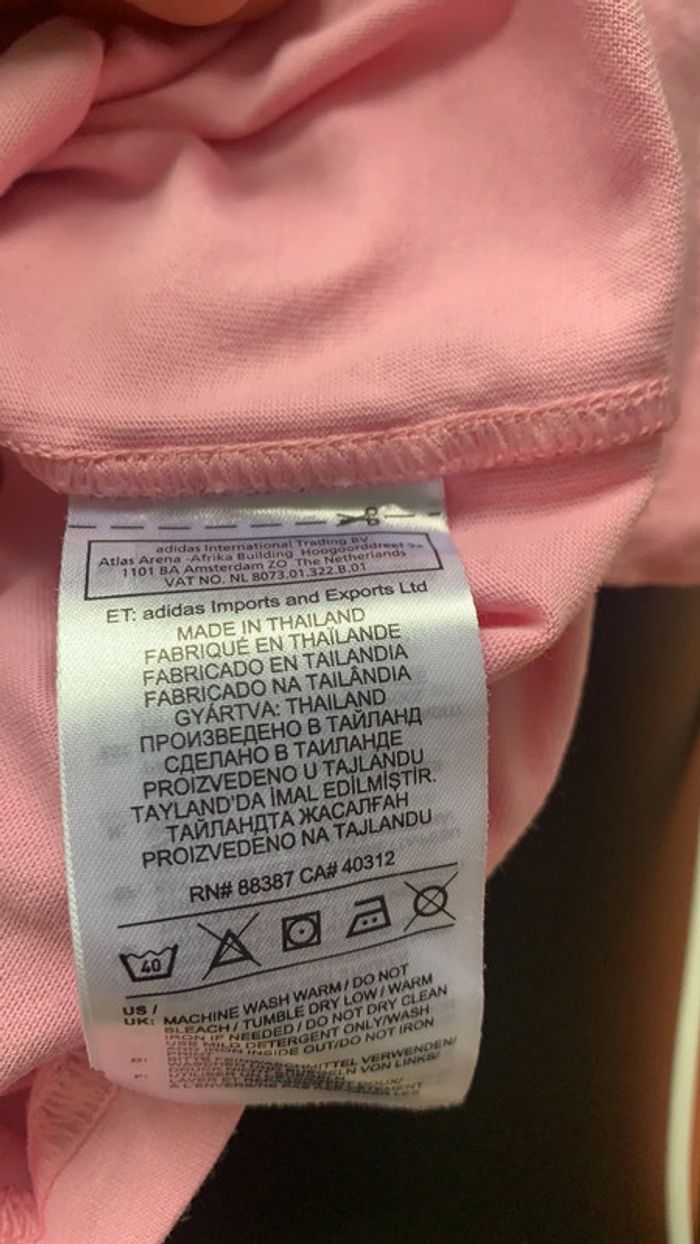 adidas International Trading BV
Atlas Arena -Afrika Building Hoogoorddreef 9a
1101 BA Amsterdam ZO The Netherlands
VAT NO. NL 8073.01.322.B.01
ET: adidas Imports and Exports Ltd
MADE IN THAILAND
FABRIQUÉ EN THAÏLANDE
FABRICADO EN TAILANDIA
FABRICADO NA TAILÂNDIA
GYÁRTVA: THAILAND
ПРОИЗВЕДЕНО В ТАЙЛАНД
СДЕЛАНО В ТАИЛАНДЕ
PROIZVEDENO U TAJLANDU
TAYLAND'DA İMAL EDİLMİŞTİR.
ТАЙЛАНДТА ЖАСАЛҒАН
PROIZVEDENO NA TAJLANDU
RN# 88387 CA# 40312
40
US /
UK: MACHINE WASH WARM / DO NOT
BLEACH / TUMBLE DRY LOW / WARM
IRON IF NEEDED / DO NOT DRY CLEAN
USE MILD DETERGENT ONLY/WASH
INSIDE OUT/DO NOT IRON
VERWENDEN/
VON LINKS/